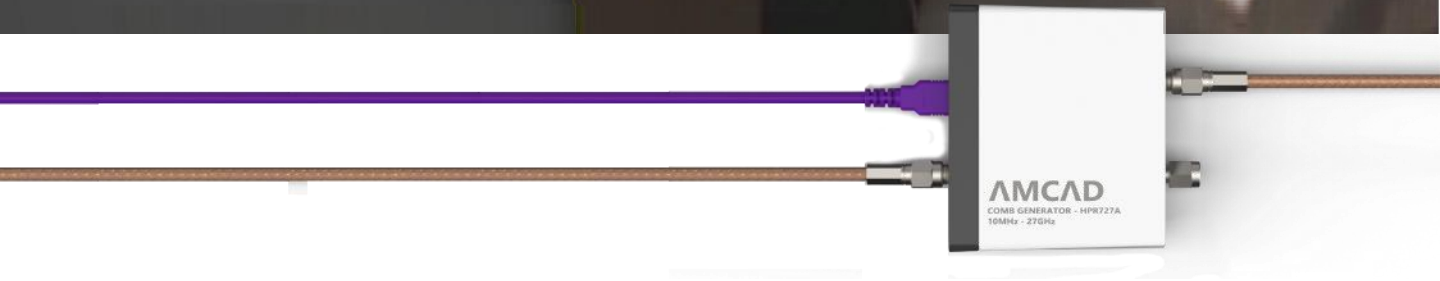 AMCAD
COMB GENERATOR - HPR727A
10MHz - 27GHz